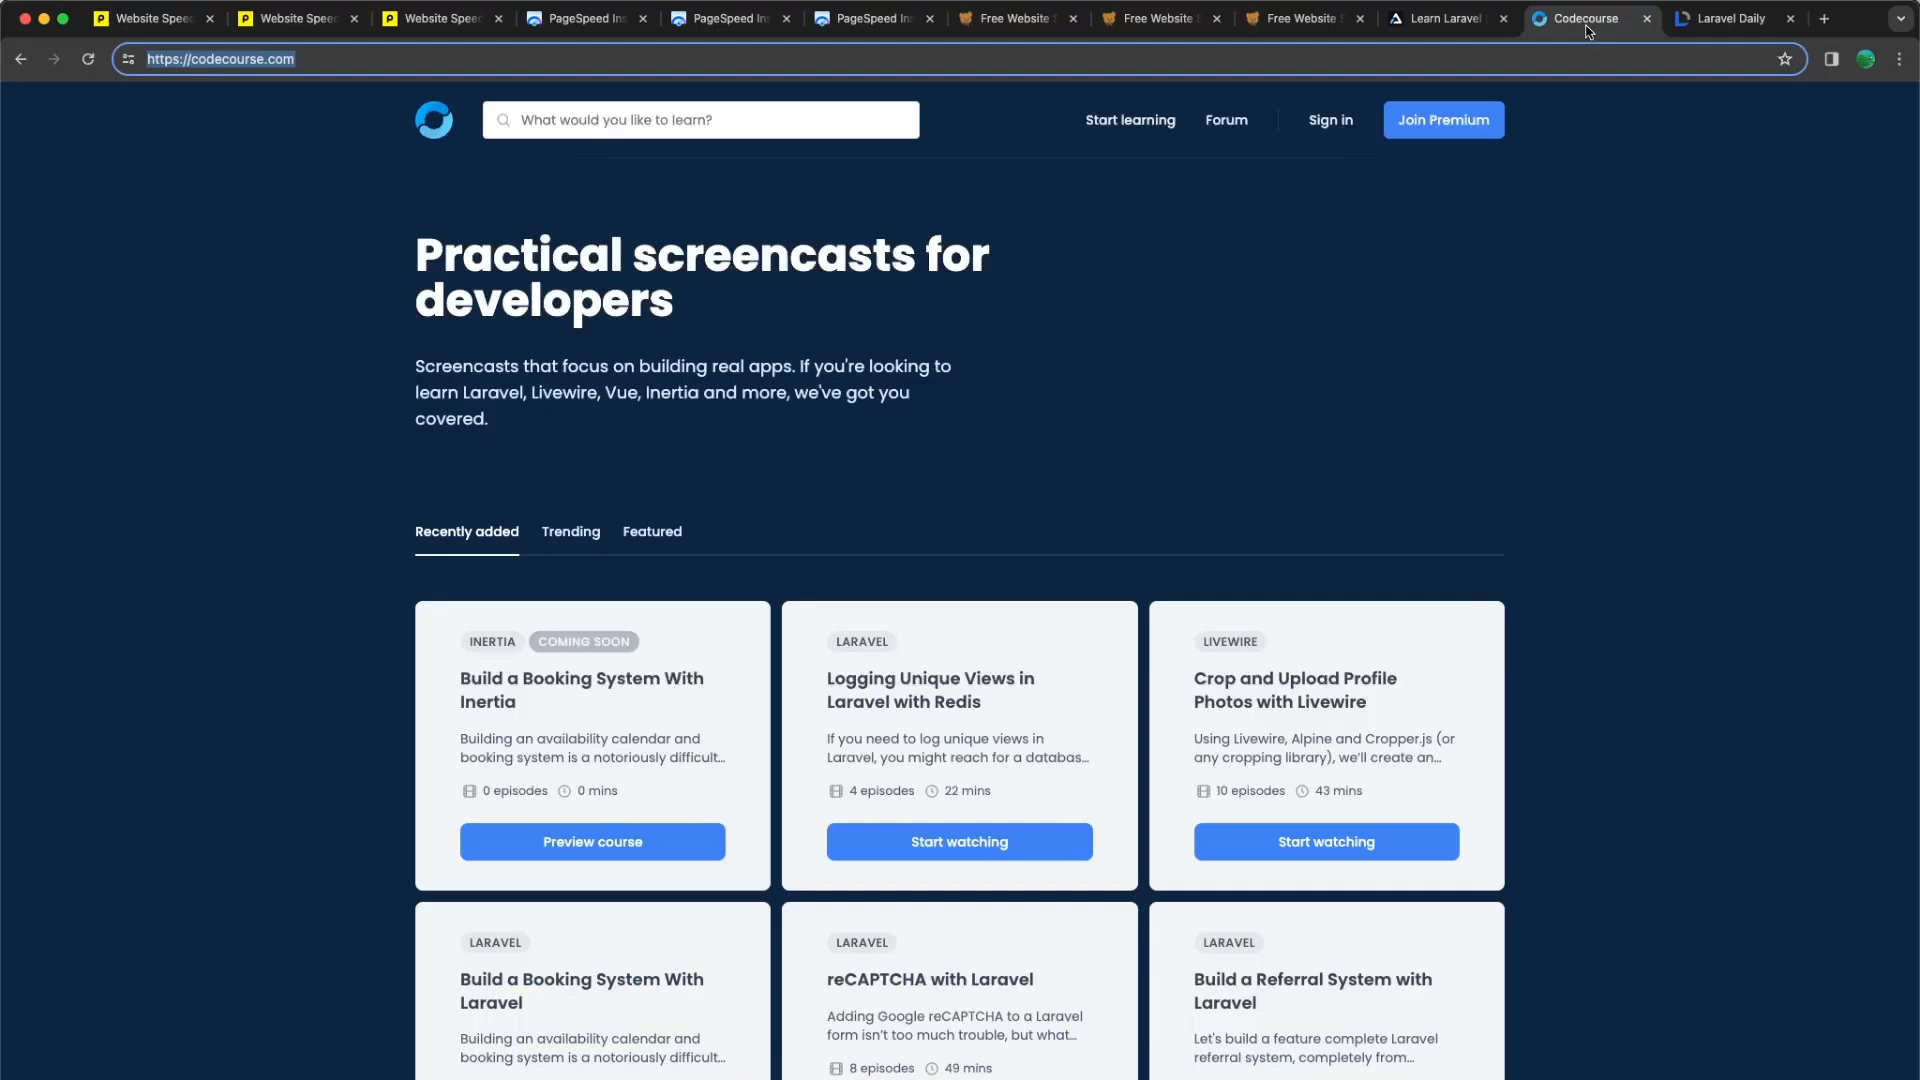 Website Spee
Website Spee
Website Spee
PageSpeed In
PageSpeed In
PageSpeed In
Free Website
Free Website
Free Website
Learn Laravel
Codecourse
Laravel Daily
https://codecourse.com
What would you like to learn?
Start learning
Forum
Sign in
Join Premium
Practical screencasts for
developers
Screencasts that focus on building real apps. If you're looking to
learn Laravel, Livewire, Vue, Inertia and more, we've got you
covered.
Recently added
Trending
Featured
INERTIA COMING SOON
Build a Booking System With
Inertia
Building an availability calendar and
booking system is a notoriously difficult...
0 episodes 0 mins
Preview course
LARAVEL
Logging Unique Views in
Laravel with Redis
If you need to log unique views in
Laravel, you might reach for a databas...
4 episodes 22 mins
Start watching
LIVEWIRE
Crop and Upload Profile
Photos with Livewire
Using Livewire, Alpine and Cropper.js (or
any cropping library), we'll create an...
10 episodes 43 mins
Start watching
LARAVEL
Build a Booking System With
Laravel
Building an availability calendar and
booking system is a notoriously difficult...
LARAVEL
reCAPTCHA with Laravel
Adding Google reCAPTCHA to a Laravel
form isn't too much trouble, but what...
8 episodes 49 mins
LARAVEL
Build a Referral System with
Laravel
Let's build a feature complete Laravel
referral system, completely from...